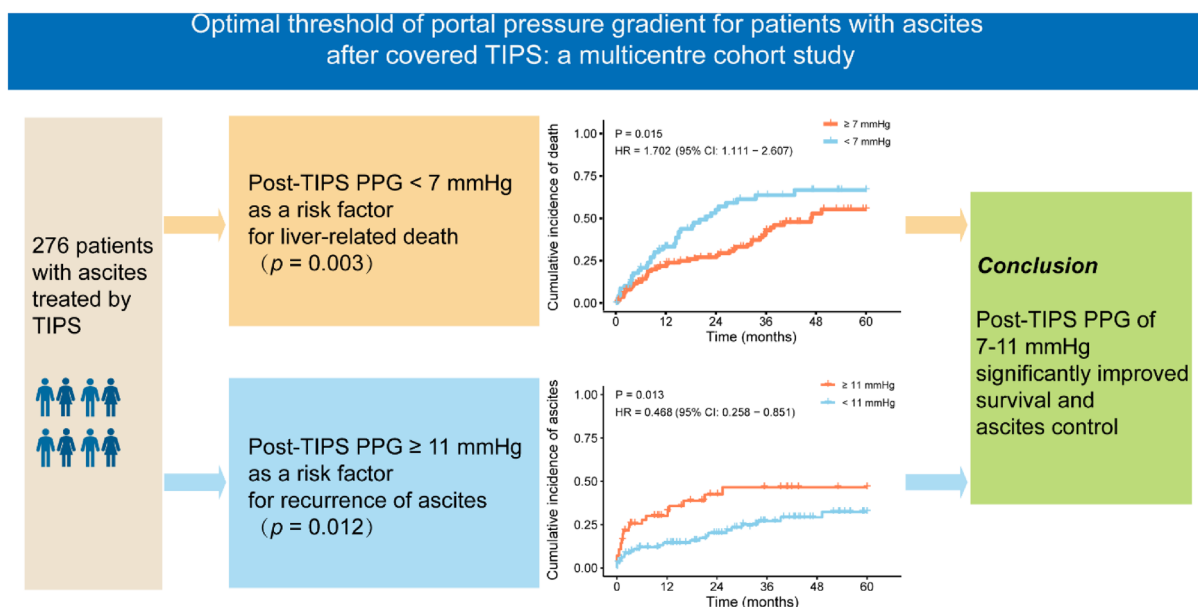 Optimal threshold of portal pressure gradient for patients with ascites
after covered TIPS: a multicentre cohort study
276 patients
with ascites
treated by
TIPS
Post-TIPS PPG < 7 mmHg
as a risk factor
for liver-related death
（p = 0.003）
Cumulative incidence of death
1.00
0.75
0.50
0.25
0.00
P = 0.015
HR = 1.702 (95% CI: 1.111 − 2.607)
≥ 7 mmHg
< 7 mmHg
0 12 24 36 48 60
Time (months)
Post-TIPS PPG ≥ 11 mmHg
as a risk factor
for recurrence of ascites
（p = 0.012）
Cumulative incidence of ascites
1.00
0.75
0.50
0.25
0.00
P = 0.013
HR = 0.468 (95% CI: 0.258 − 0.851)
≥ 11 mmHg
< 11 mmHg
0 12 24 36 48 60
Time (months)
Conclusion
Post-TIPS PPG of
7-11 mmHg
significantly improved
survival and
ascites control